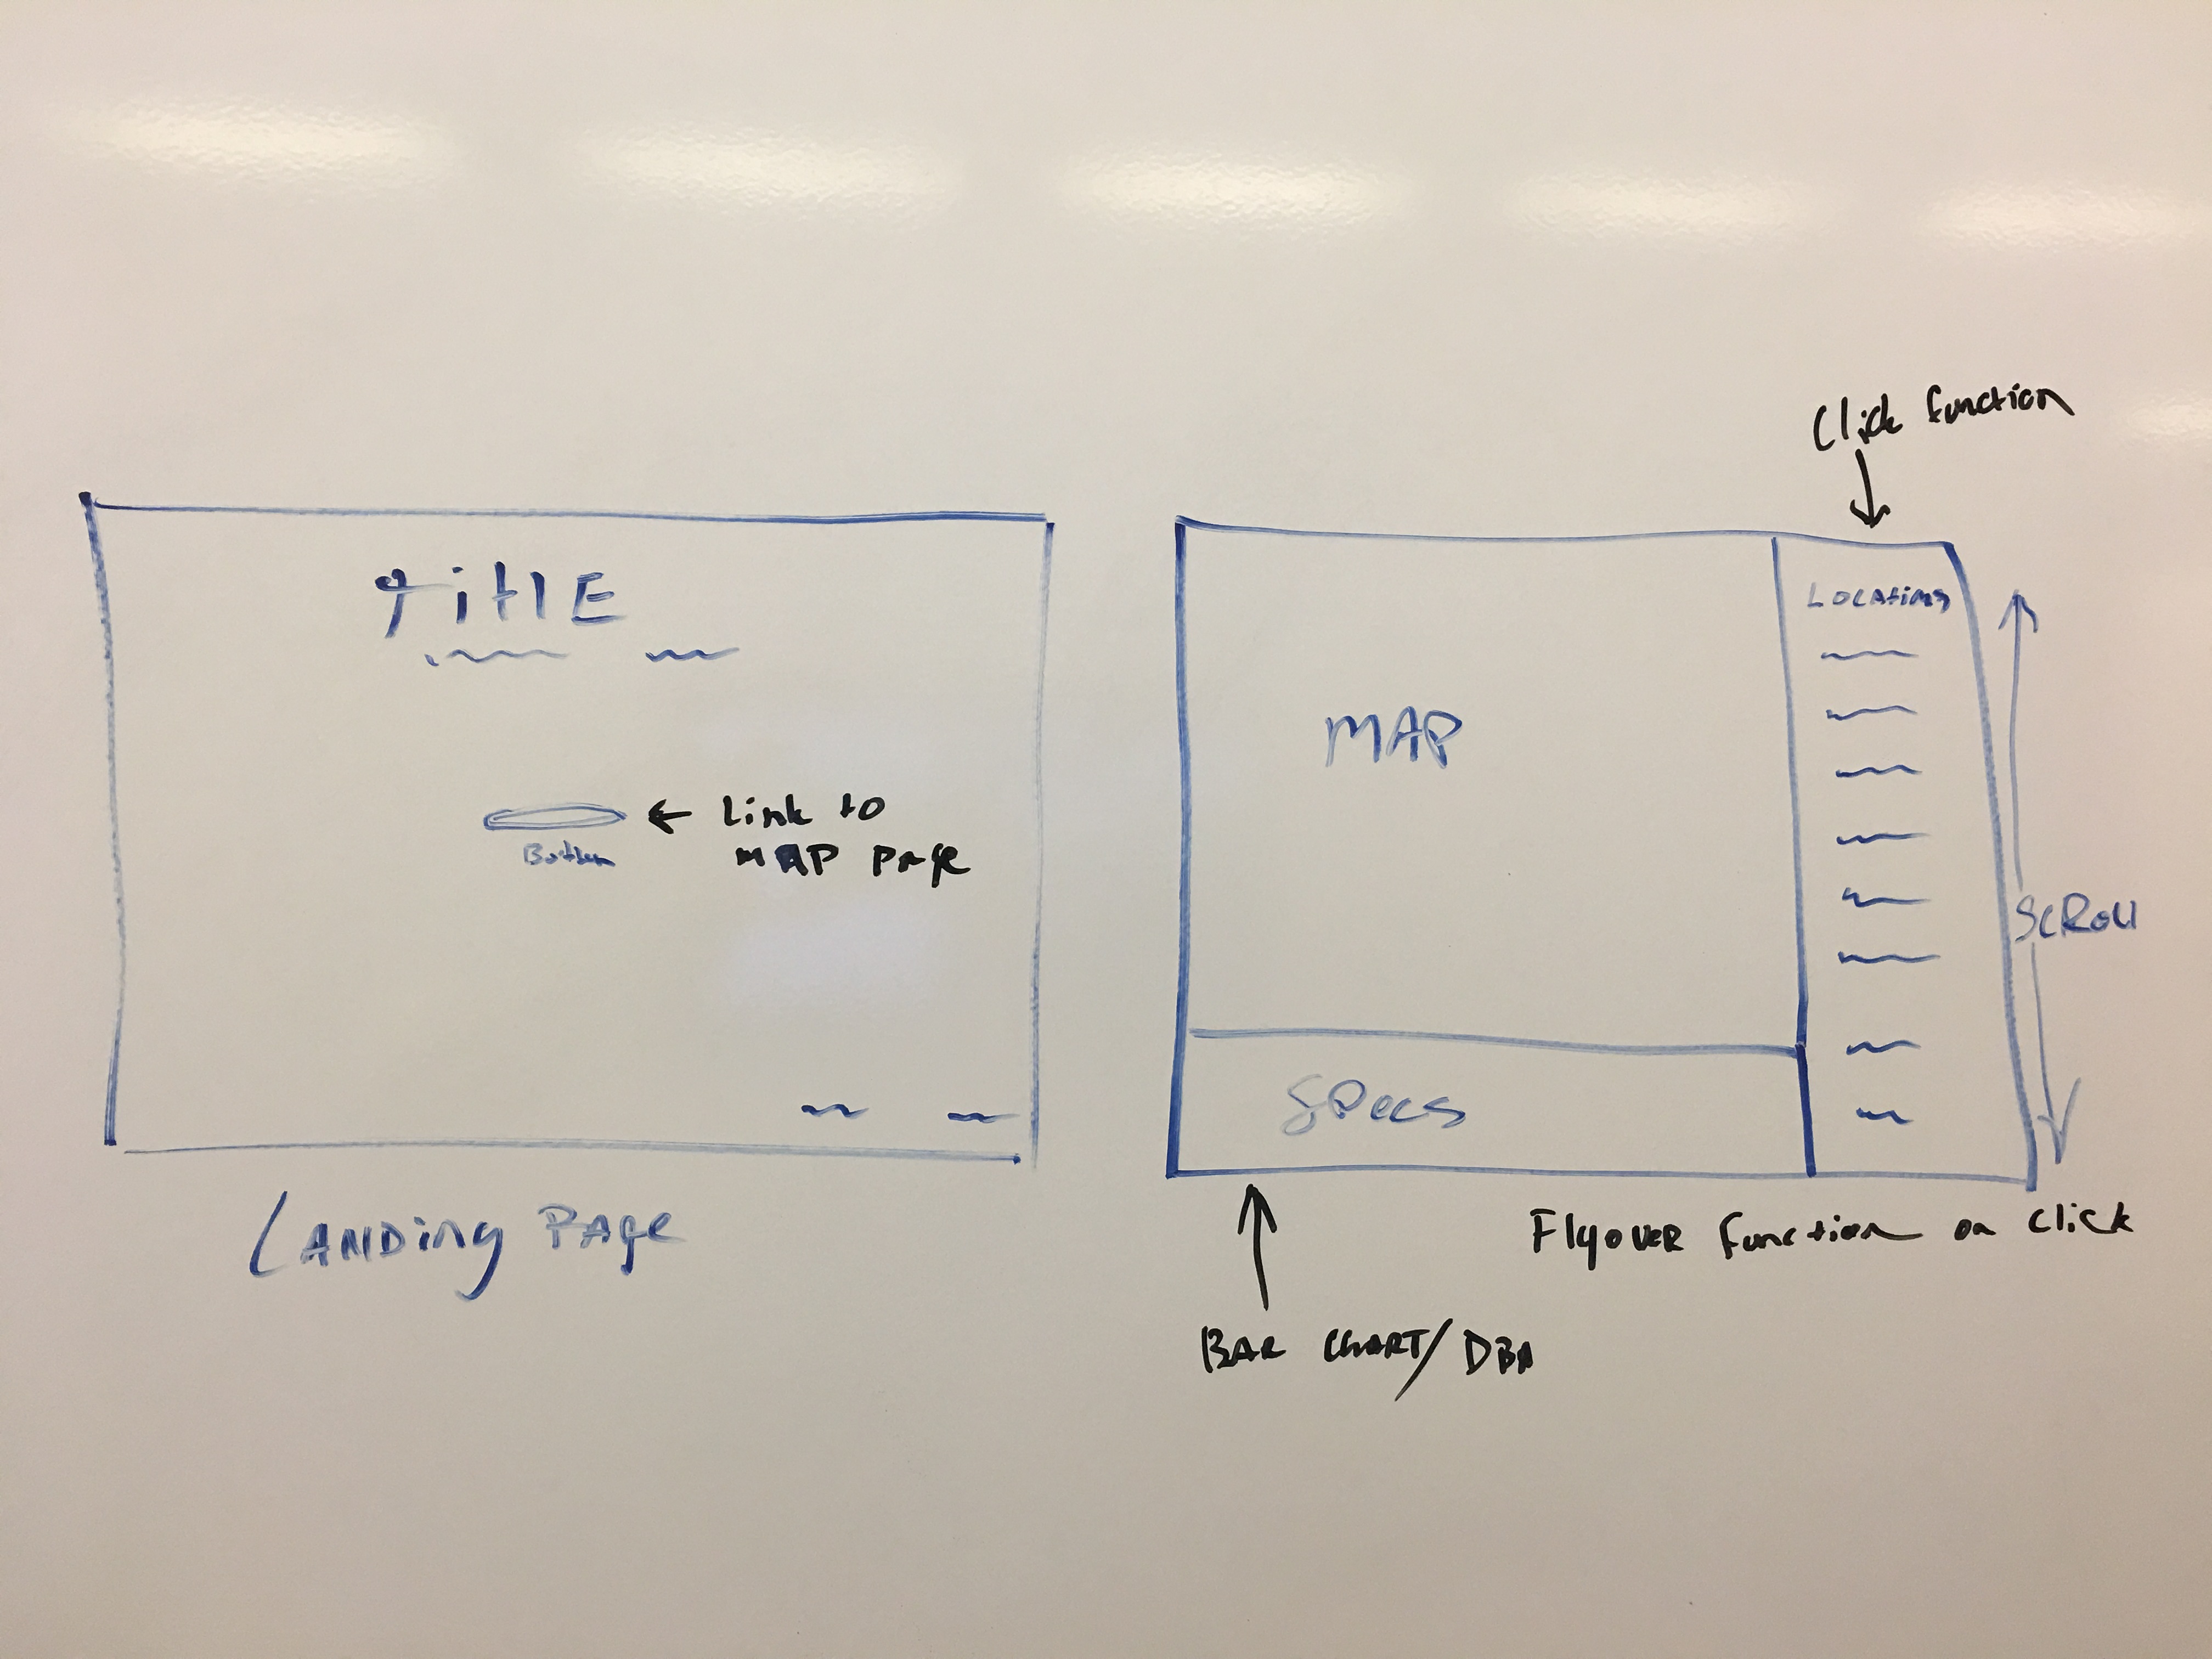 TitlE
Button
Link to
MAP PAge
LANDing PAge
Click function
LOCAtions
MAP
SCROll
SPecs
Flyover function on click
BAR CHART/DBA